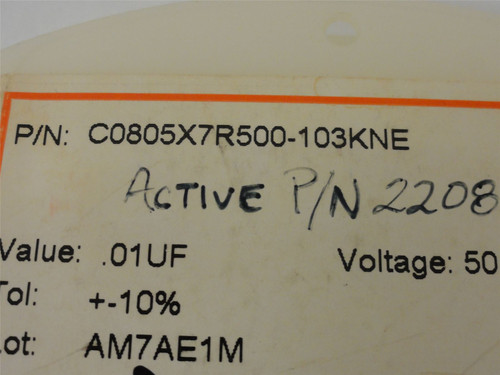 P/N: C0805X7R500-103KNE
ACTIVE P/N 2208
Value: .01UF Voltage: 50
Tol: +-10%
Lot: AM7AE1M